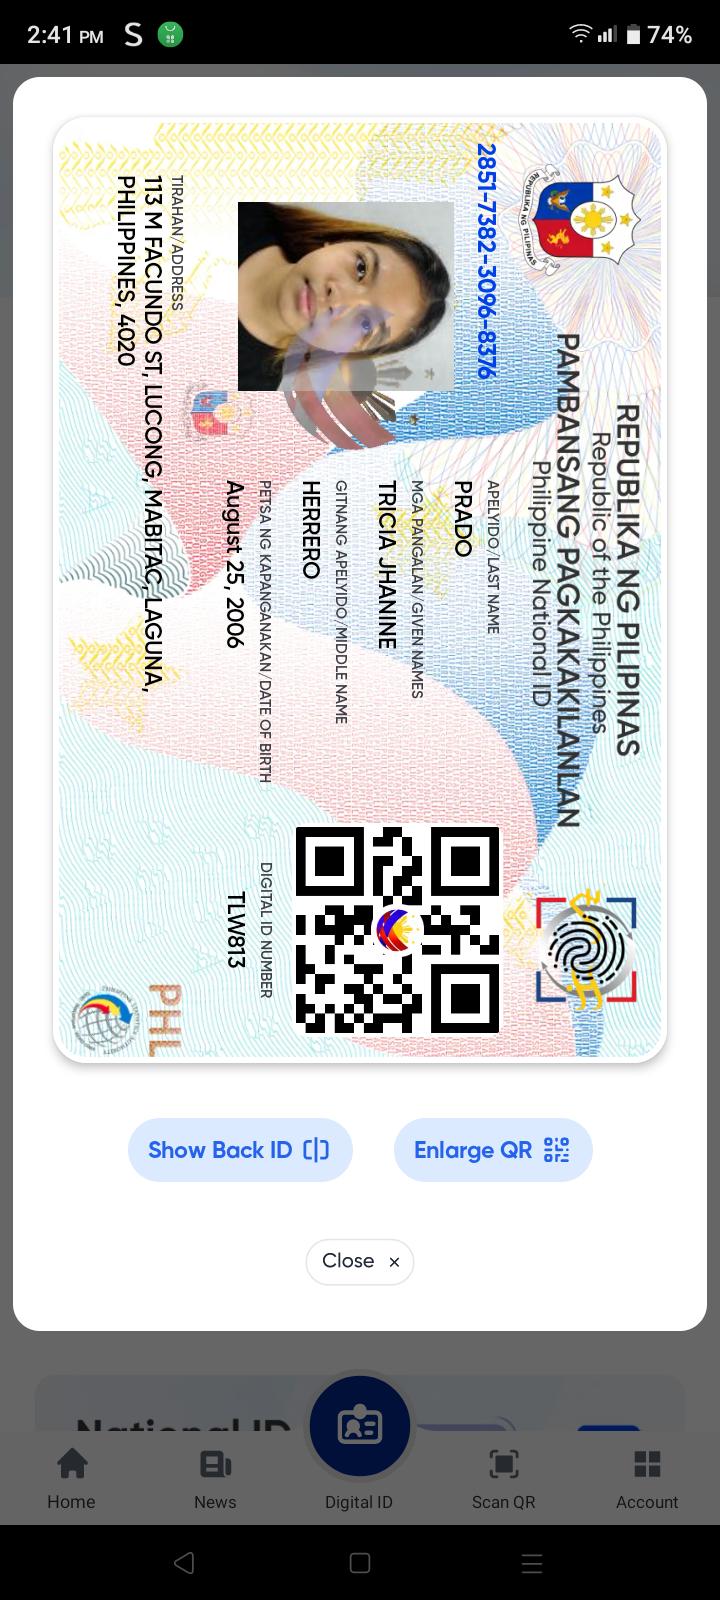 2:41 PM S 74%
REPUBLIKA NG PILIPINAS
Republic of the Philippines
PAMBANSANG PAGKAKAKILANLAN
Philippine National ID
REPUBLIKA NG PILIPINAS
2851-7382-3096-8376
APELYIDO/LAST NAME
PRADO
MGA PANGALAN/GIVEN NAMES
TRICIA JHANINE
GITNANG APELYIDO/MIDDLE NAME
HERRERO
PETSA NG KAPANGANAKAN/DATE OF BIRTH
August 25, 2006
DIGITAL ID NUMBER
TLW813
TIRAHAN/ADDRESS
113 M FACUNDO ST, LUCONG, MABITAC, LAGUNA,
PHILIPPINES, 4020
PHL
Show Back ID
Enlarge QR
Close ×
National ID
Home
News
Digital ID
Scan QR
Account